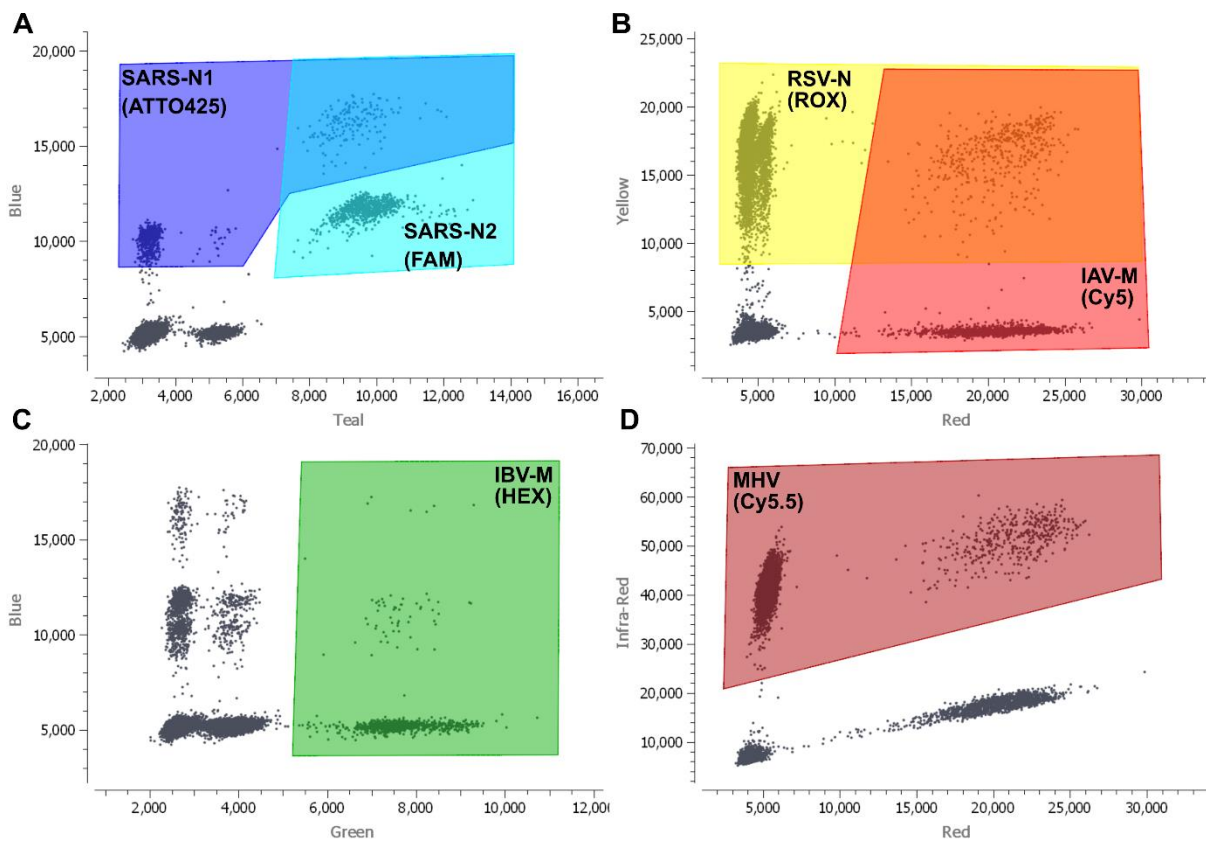 A
20,000
15,000
10,000
5,000
Blue
SARS-N1
(ATTO425)
SARS-N2
(FAM)
2,000 4,000 6,000 8,000 10,000 12,000 14,000 16,000
Teal
B
25,000
20,000
15,000
10,000
5,000
Yellow
RSV-N
(ROX)
IAV-M
(Cy5)
5,000 10,000 15,000 20,000 25,000 30,000
Red
C
20,000
15,000
10,000
5,000
Blue
IBV-M
(HEX)
2,000 4,000 6,000 8,000 10,000 12,000
Green
D
70,000
60,000
50,000
40,000
30,000
20,000
10,000
Infra-Red
MHV
(Cy5.5)
5,000 10,000 15,000 20,000 25,000 30,000
Red